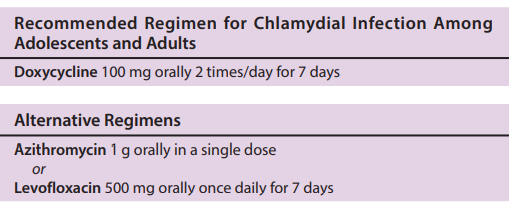 Recommended Regimen for Chlamydial Infection Among
Adolescents and Adults
Doxycycline 100 mg orally 2 times/day for 7 days
Alternative Regimens
Azithromycin 1 g orally in a single dose
or
Levofloxacin 500 mg orally once daily for 7 days